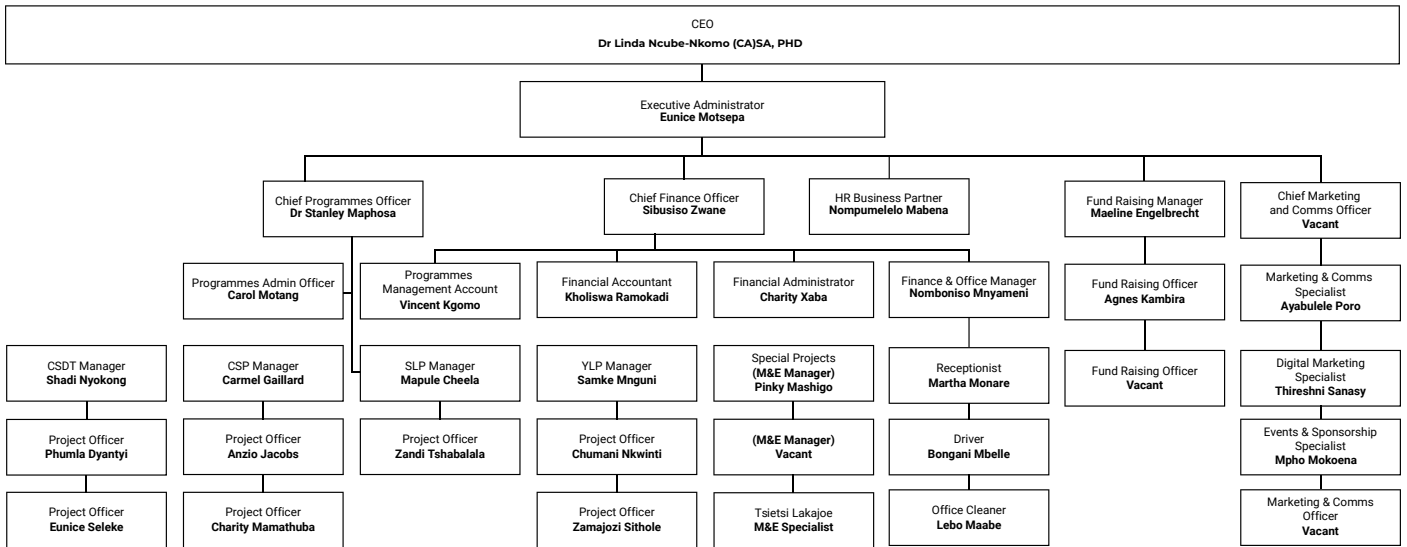 CEO
Dr Linda Ncube-Nkomo (CA)SA, PHD
Executive Administrator
Eunice Motsepa
Chief Programmes Officer
Dr Stanley Maphosa
Chief Finance Officer
Sibusiso Zwane
HR Business Partner
Nompumelelo Mabena
Fund Raising Manager
Maeline Engelbrecht
Chief Marketing
and Comms Officer
Vacant
Programmes Admin Officer
Carol Motang
Programmes
Management Account
Vincent Kgomo
Financial Accountant
Kholiswa Ramokadi
Financial Administrator
Charity Xaba
Finance & Office Manager
Nomboniso Mnyameni
Fund Raising Officer
Agnes Kambira
Marketing & Comms
Specialist
Ayabulele Poro
CSDT Manager
Shadi Nyokong
CSP Manager
Carmel Gaillard
SLP Manager
Mapule Cheela
YLP Manager
Samke Mnguni
Special Projects
(M&E Manager)
Pinky Mashigo
Receptionist
Martha Monare
Fund Raising Officer
Vacant
Digital Marketing
Specialist
Thireshni Sanasy
Project Officer
Phumla Dyantyi
Project Officer
Anzio Jacobs
Project Officer
Zandi Tshabalala
Project Officer
Chumani Nkwinti
(M&E Manager)
Vacant
Driver
Bongani Mbelle
Events & Sponsorship
Specialist
Mpho Mokoena
Project Officer
Eunice Seleke
Project Officer
Charity Mamathuba
Project Officer
Zamajozi Sithole
Tsietsi Lakajoe
M&E Specialist
Office Cleaner
Lebo Maabe
Marketing & Comms
Officer
Vacant